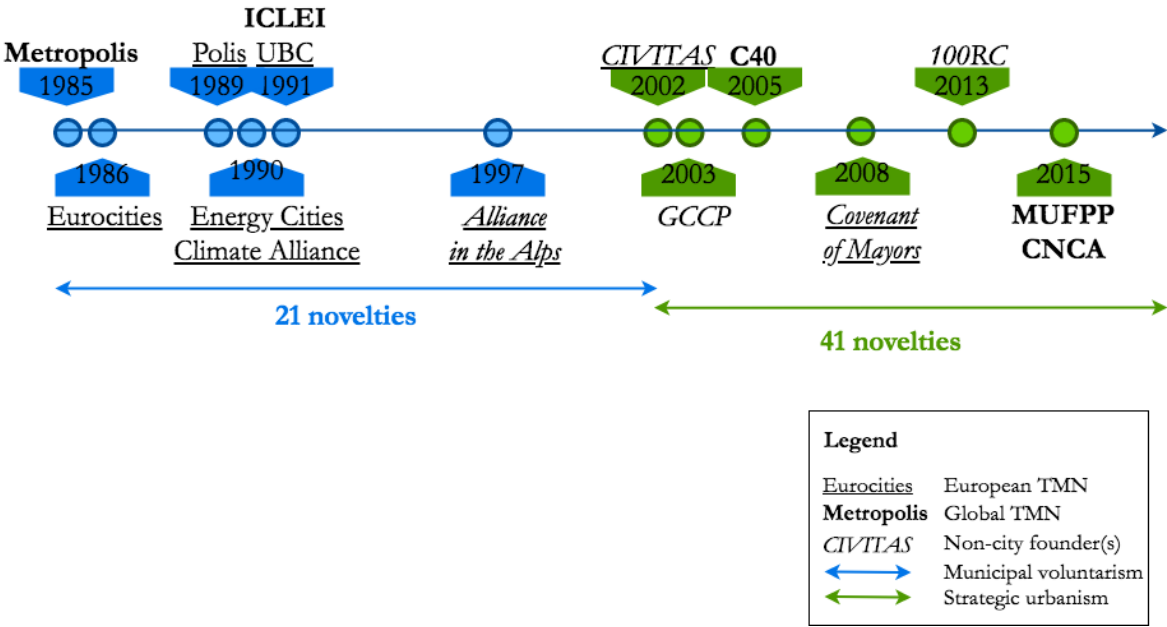 ICLEI
Metropolis Polis UBC CIVITAS C40 100RC
1985 1989 1991 2002 2005 2013
1986 1990 1997 2003 2008 2015
Eurocities Energy Cities Alliance GCCP Covenant MUFPP
Climate Alliance in the Alps of Mayors CNCA
21 novelties
41 novelties
Legend
Eurocities European TMN
Metropolis Global TMN
CIVITAS Non-city founder(s)
Municipal voluntarism
Strategic urbanism